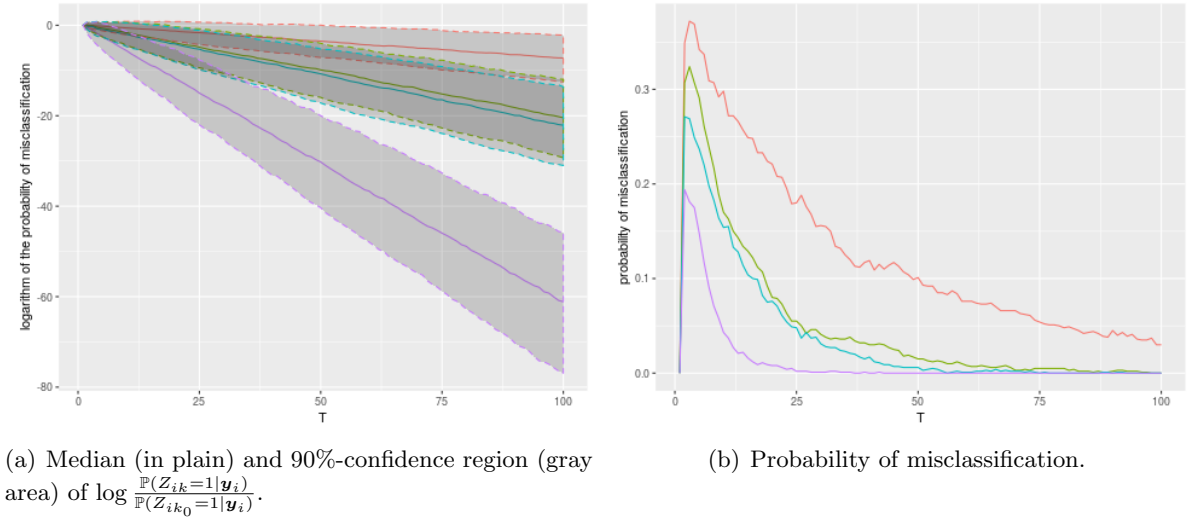 logarithm of the probability of misclassification
0
-20
-40
-60
-80
0 25 50 75 100
T
probability of misclassification
0.3
0.2
0.1
0.0
0 25 50 75 100
T
(a) Median (in plain) and 90%-confidence region (gray
area) of log ℙ(Z_{ik}=1|𝒚_i) / ℙ(Z_{ik_0}=1|𝒚_i).
(b) Probability of misclassification.